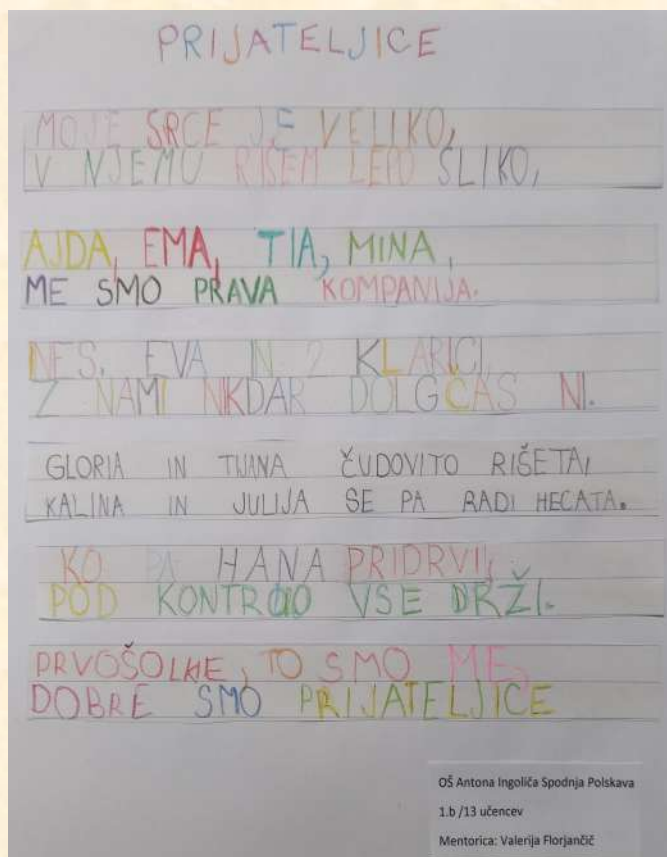 PRIJATELJICE
MOJE SRCE JE VELIKO,
V NJEMU RIŠEM LEPO SLIKO,
AJDA, EMA, TIA, MINA,
ME SMO PRAVA KOMPANIJA.
NES, EVA IN 2 KLARICI,
Z NAMI NIKDAR DOLGČAS NI.
GLORIA IN TIJANA ČUDOVITO RIŠETA,
KALINA IN JULIJA SE PA RADI HECATA.
KO PA HANA PRIDRVI,
POD KONTROLO VSE DRŽI.
PRVOŠOLKE, TO SMO ME,
DOBRE SMO PRIJATELJICE
OŠ Antona Ingoliča Spodnja Polskava
1.b /13 učencev
Mentorica: Valerija Florjančič